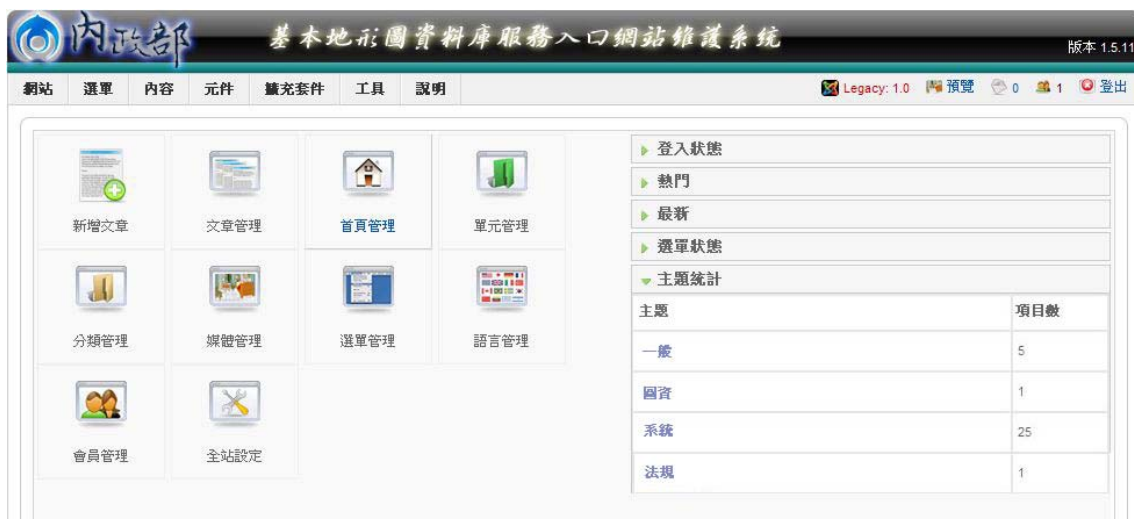 內政部 基本地形圖資料庫服務入口網站維護系統
版本 1.5.11
網站 選單 內容 元件 擴充套件 工具 說明 Legacy: 1.0 預覽 0 1 登出
新增文章 文章管理 首頁管理 單元管理
分類管理 媒體管理 選單管理 語言管理
會員管理 全站設定
登入狀態
熱門
最新
選單狀態
主題統計
主題 項目數
一般 5
圖資 1
系統 25
法規 1